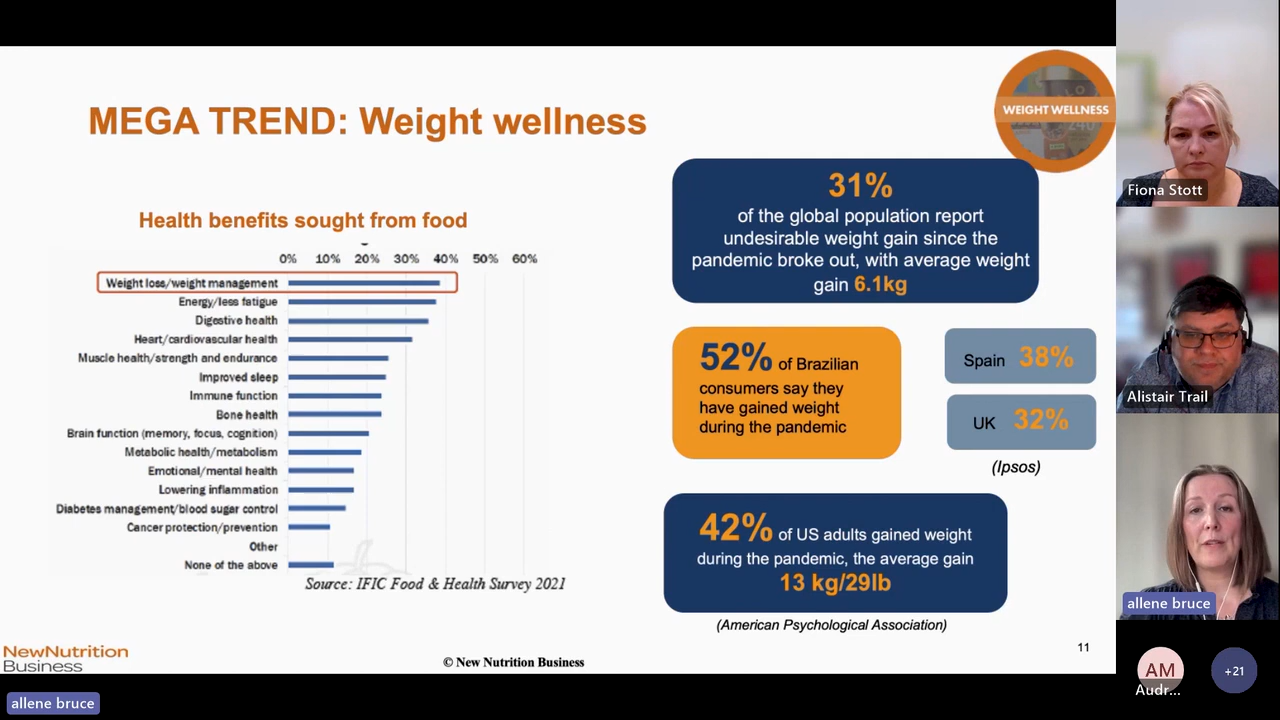 MEGA TREND: Weight wellness
WEIGHT WELLNESS
Health benefits sought from food
0% 10% 20% 30% 40% 50% 60%
Weight loss/weight management
Energy/less fatigue
Digestive health
Heart/cardiovascular health
Muscle health/strength and endurance
Improved sleep
Immune function
Bone health
Brain function (memory, focus, cognition)
Metabolic health/metabolism
Emotional/mental health
Lowering inflammation
Diabetes management/blood sugar control
Cancer protection/prevention
Other
None of the above
Source: IFIC Food & Health Survey 2021
31%
of the global population report
undesirable weight gain since the
pandemic broke out, with average weight
gain 6.1kg
52% of Brazilian
consumers say they
have gained weight
during the pandemic
Spain 38%
UK 32%
(Ipsos)
42% of US adults gained weight
during the pandemic, the average gain
13 kg/29lb
(American Psychological Association)
11
NewNutrition
Business
© New Nutrition Business
allene bruce
Fiona Stott
Alistair Trail
allene bruce
AM
Audr...
+21